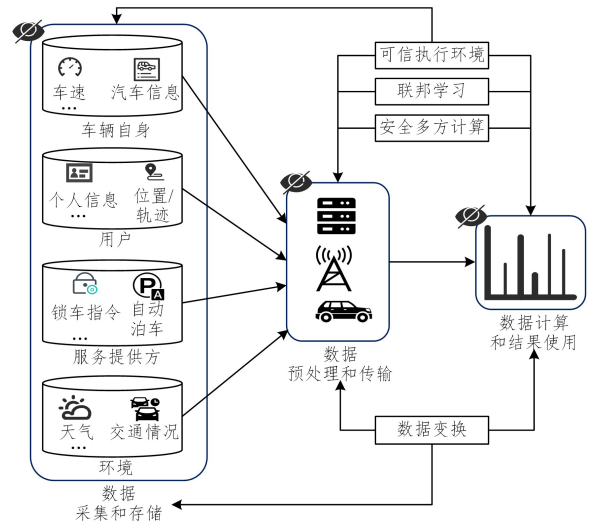 车速 汽车信息
...
车辆自身
个人信息 位置/
轨迹
...
用户
P
A
锁车指令 自动
泊车
...
服务提供方
天气 交通情况
...
环境
数据
采集和存储
数据
预处理和传输
可信执行环境
联邦学习
安全多方计算
数据计算
和结果使用
数据变换